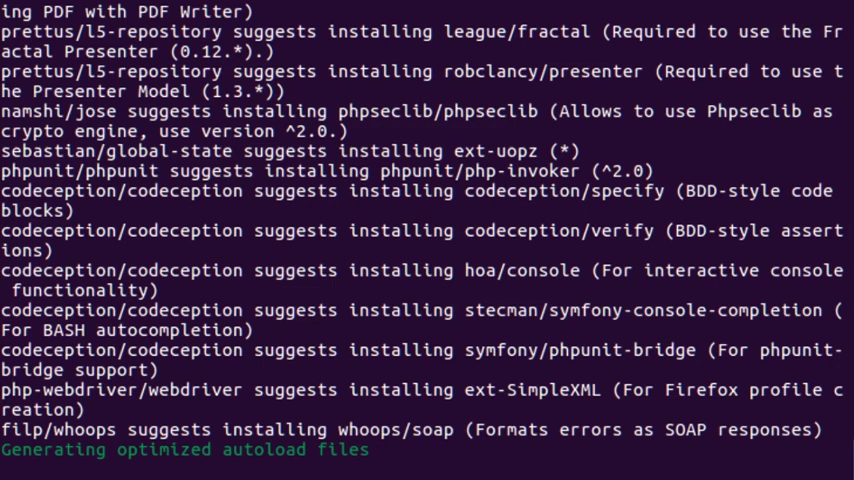 ing PDF with PDF Writer)
prettus/l5-repository suggests installing league/fractal (Required to use the Fr
actal Presenter (0.12.*).)
prettus/l5-repository suggests installing robclancy/presenter (Required to use t
he Presenter Model (1.3.*))
namshi/jose suggests installing phpseclib/phpseclib (Allows to use Phpseclib as 
crypto engine, use version ^2.0.)
sebastian/global-state suggests installing ext-uopz (*)
phpunit/phpunit suggests installing phpunit/php-invoker (^2.0)
codeception/codeception suggests installing codeception/specify (BDD-style code 
blocks)
codeception/codeception suggests installing codeception/verify (BDD-style assert
ions)
codeception/codeception suggests installing hoa/console (For interactive console
 functionality)
codeception/codeception suggests installing stecman/symfony-console-completion (
For BASH autocompletion)
codeception/codeception suggests installing symfony/phpunit-bridge (For phpunit-
bridge support)
php-webdriver/webdriver suggests installing ext-SimpleXML (For Firefox profile c
reation)
filp/whoops suggests installing whoops/soap (Formats errors as SOAP responses)
Generating optimized autoload files